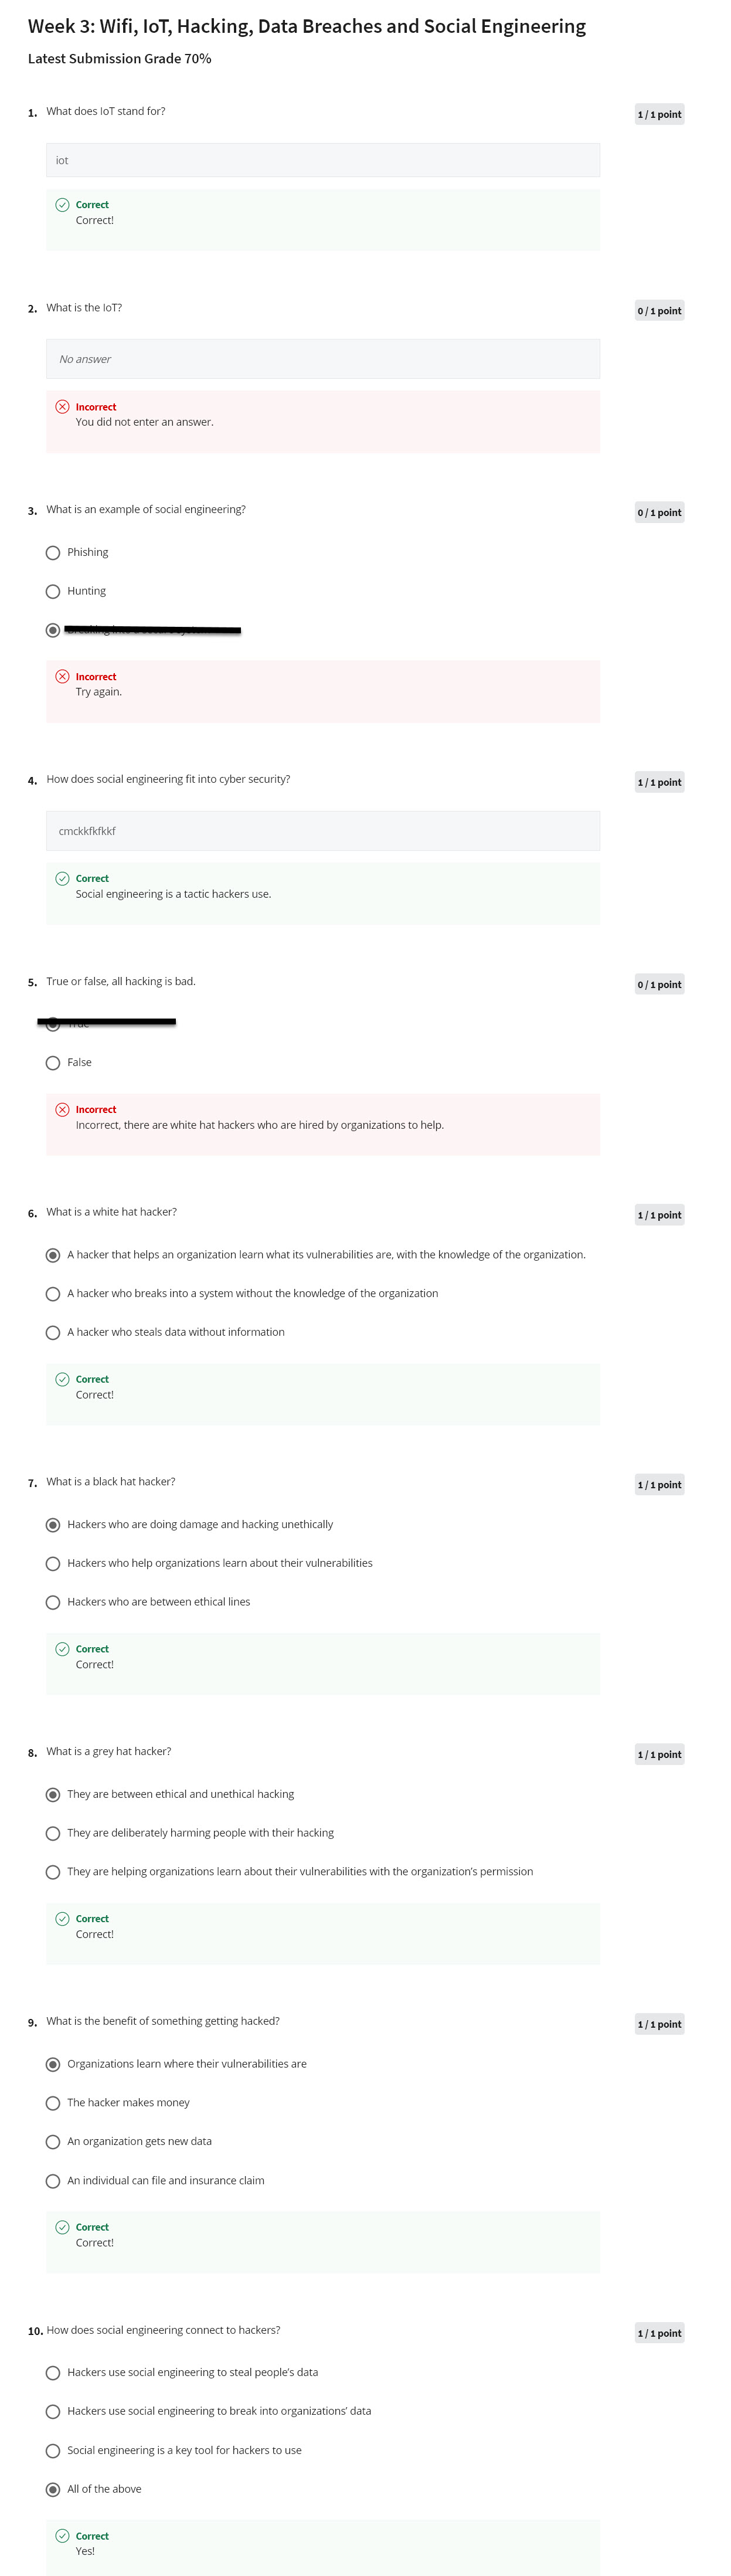 Week 3: Wifi, IoT, Hacking, Data Breaches and Social Engineering
Latest Submission Grade 70%
1. What does IoT stand for? 1 / 1 point
iot
Correct
Correct!
2. What is the IoT? 0 / 1 point
No answer
Incorrect
You did not enter an answer.
3. What is an example of social engineering? 0 / 1 point
Phishing
Hunting
Incorrect
Try again.
4. How does social engineering fit into cyber security? 1 / 1 point
cmckkfkfkkf
Correct
Social engineering is a tactic hackers use.
5. True or false, all hacking is bad. 0 / 1 point
True
False
Incorrect
Incorrect, there are white hat hackers who are hired by organizations to help.
6. What is a white hat hacker? 1 / 1 point
A hacker that helps an organization learn what its vulnerabilities are, with the knowledge of the organization.
A hacker who breaks into a system without the knowledge of the organization
A hacker who steals data without information
Correct
Correct!
7. What is a black hat hacker? 1 / 1 point
Hackers who are doing damage and hacking unethically
Hackers who help organizations learn about their vulnerabilities
Hackers who are between ethical lines
Correct
Correct!
8. What is a grey hat hacker? 1 / 1 point
They are between ethical and unethical hacking
They are deliberately harming people with their hacking
They are helping organizations learn about their vulnerabilities with the organization's permission
Correct
Correct!
9. What is the benefit of something getting hacked? 1 / 1 point
Organizations learn where their vulnerabilities are
The hacker makes money
An organization gets new data
An individual can file and insurance claim
Correct
Correct!
10. How does social engineering connect to hackers? 1 / 1 point
Hackers use social engineering to steal people's data
Hackers use social engineering to break into organizations' data
Social engineering is a key tool for hackers to use
All of the above
Correct
Yes!